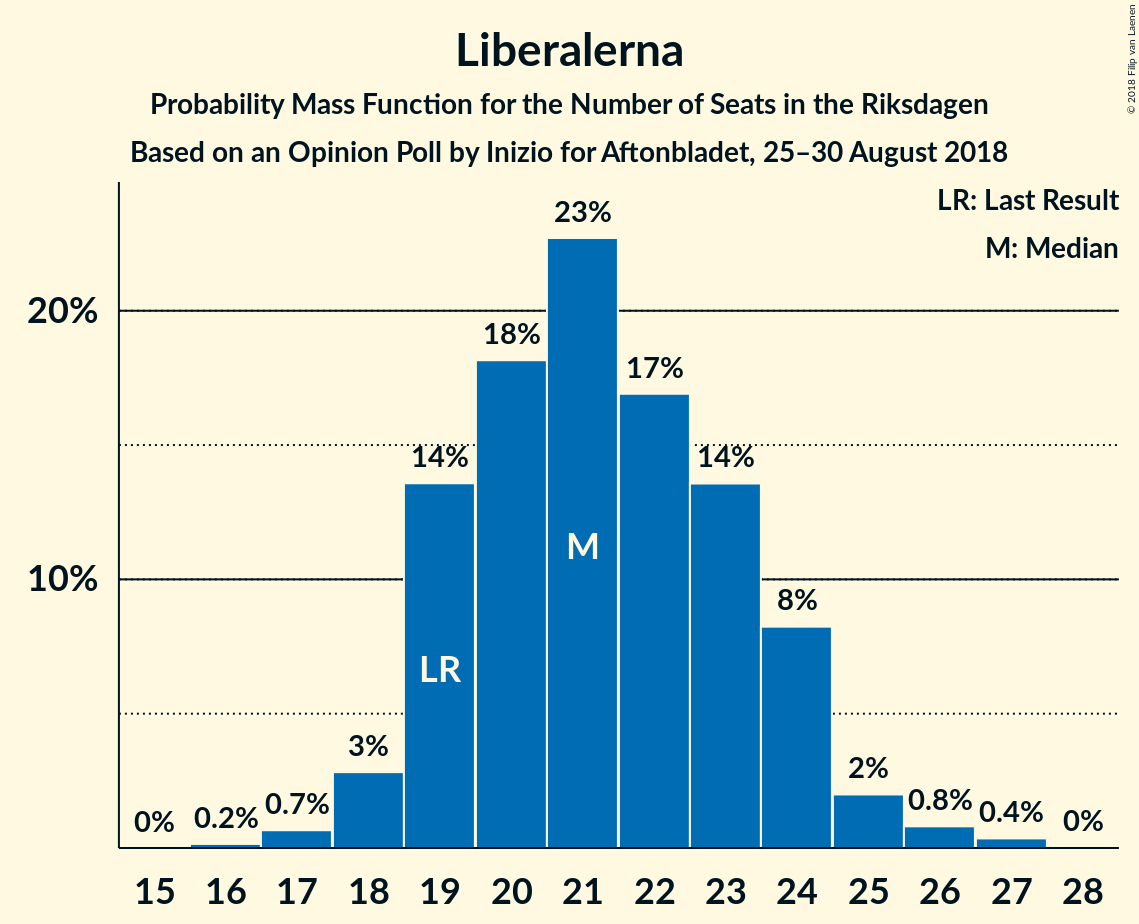 Liberalerna
Probability Mass Function for the Number of Seats in the Riksdagen
Based on an Opinion Poll by Inizio for Aftonbladet, 25–30 August 2018
© 2018 Filip van Laenen
LR: Last Result
M: Median
20%
10%
0%
0.2%
0.7%
3%
14%
18%
23%
17%
14%
8%
2%
0.8%
0.4%
0%
LR
M
15 16 17 18 19 20 21 22 23 24 25 26 27 28